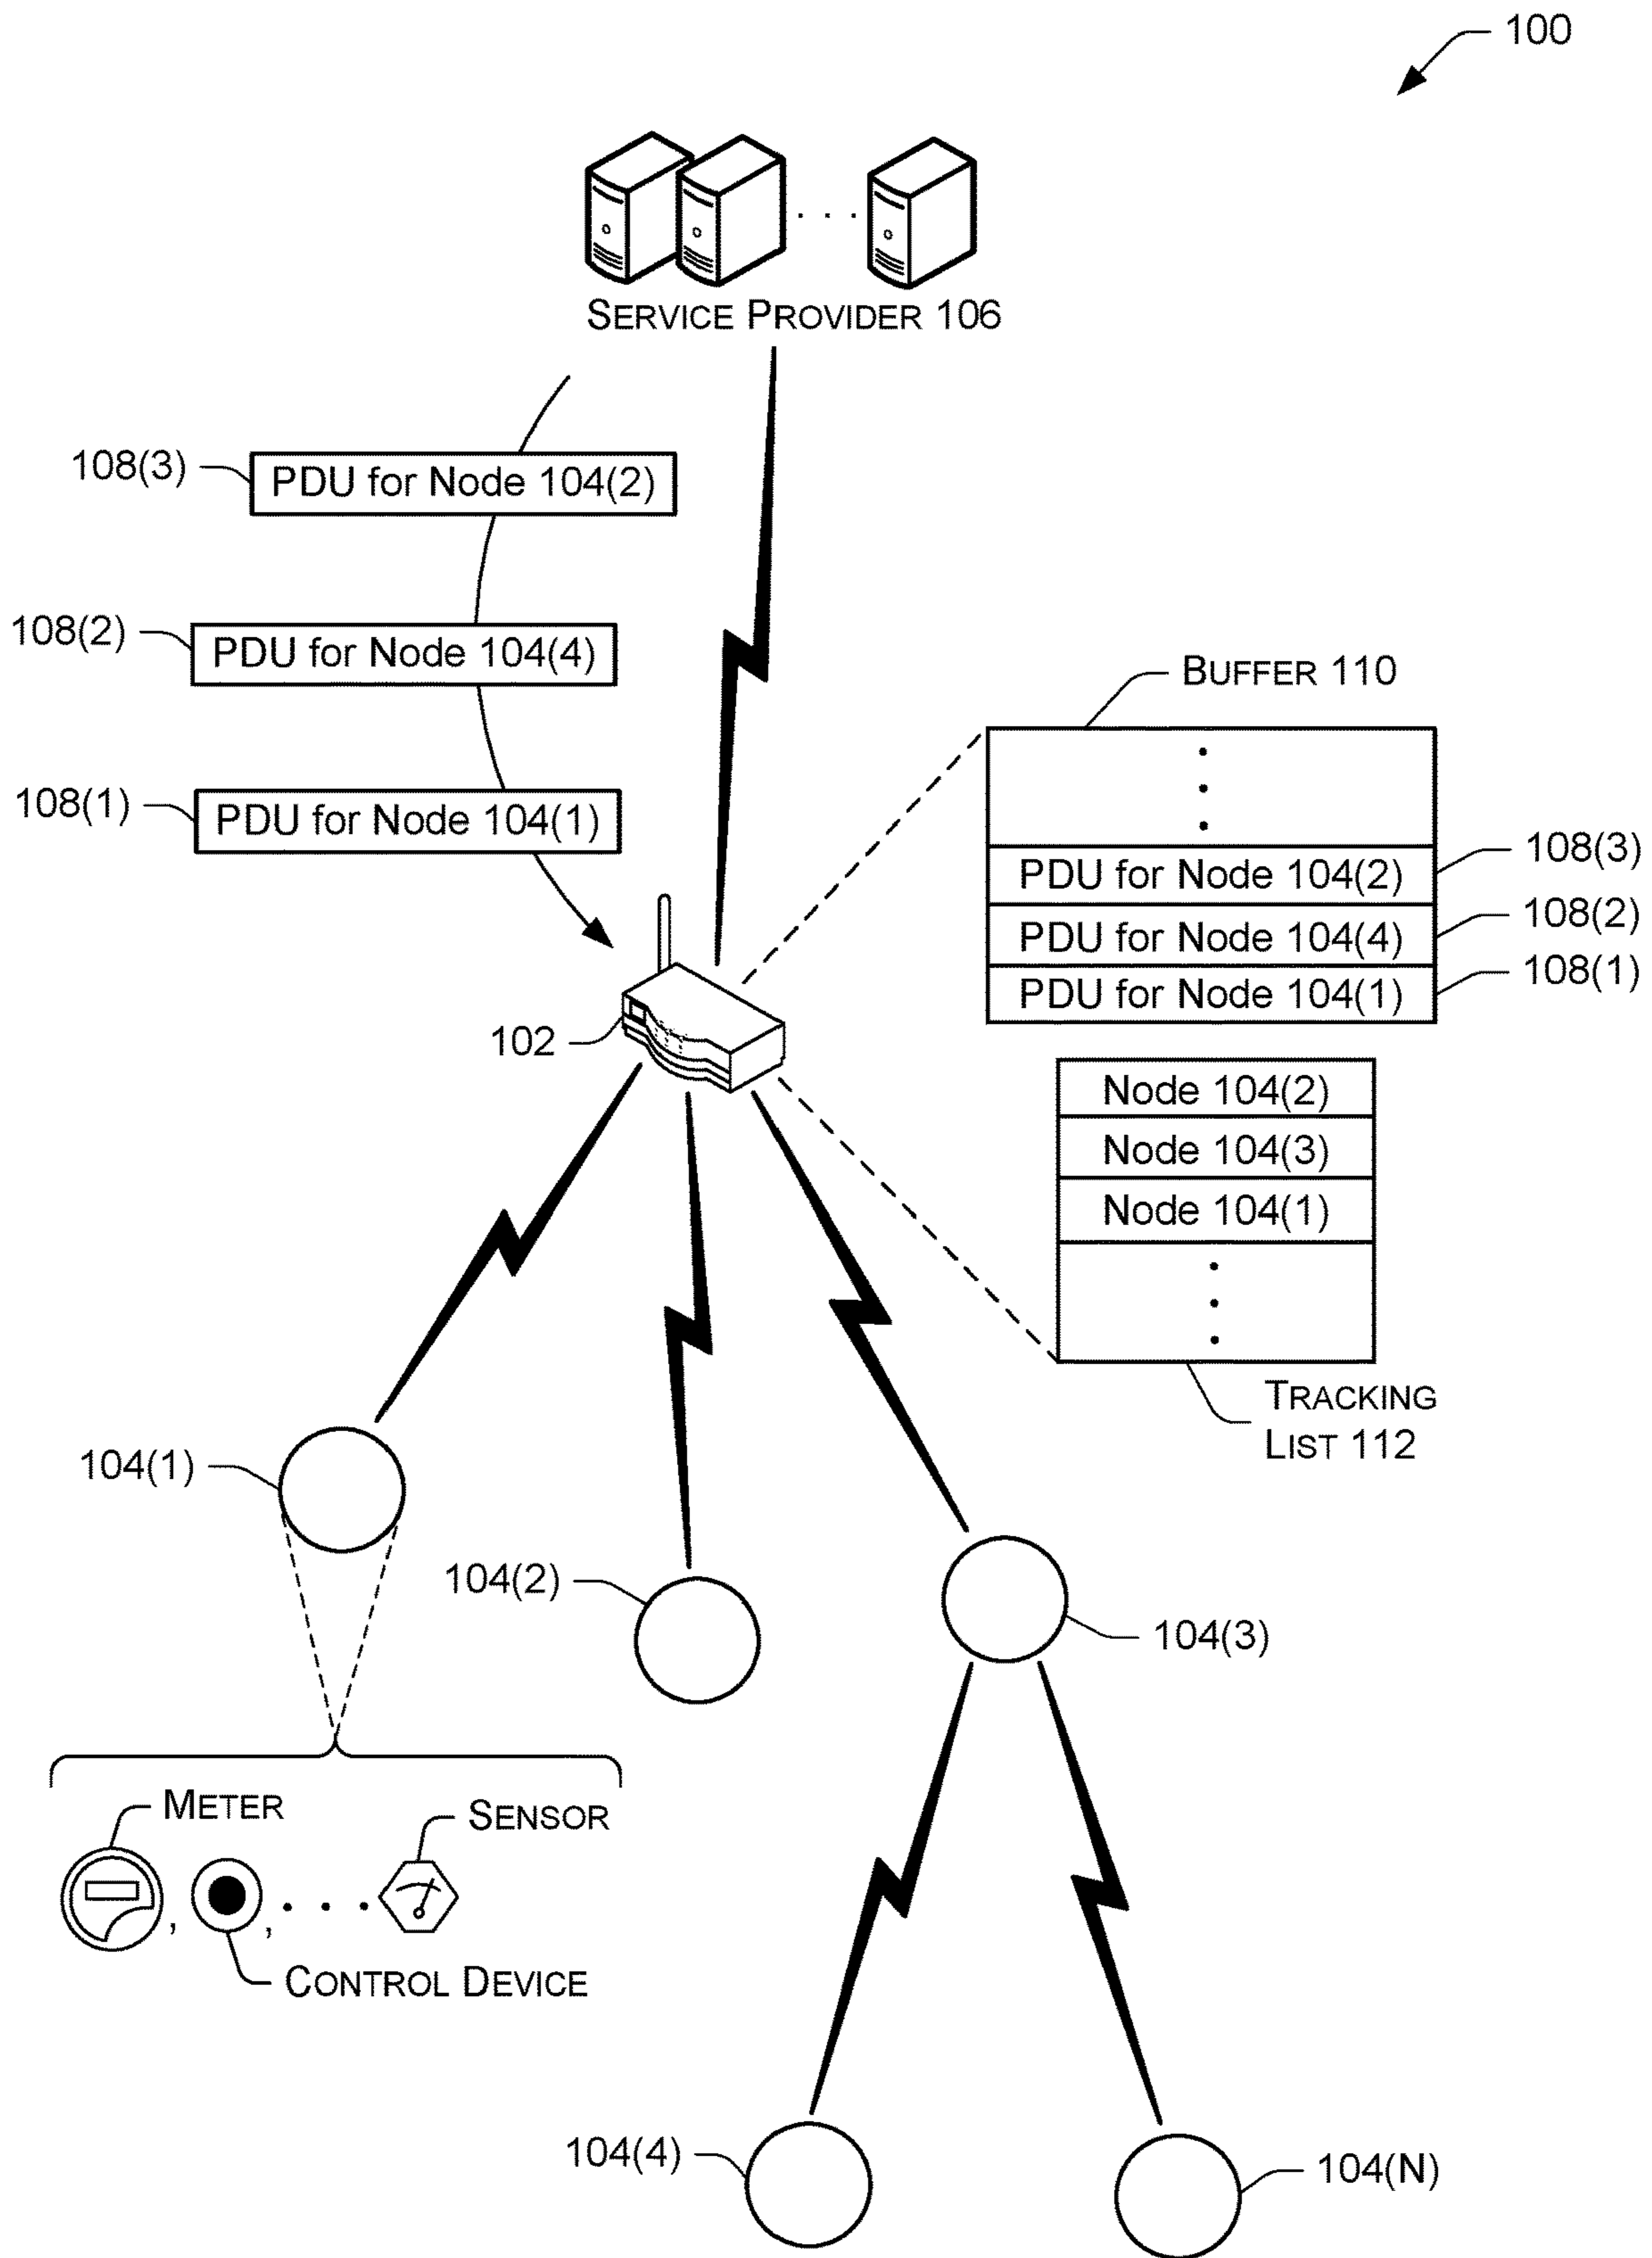 100
SERVICE PROVIDER 106
108(3)
PDU for Node 104(2)
108(2)
PDU for Node 104(4)
108(1)
PDU for Node 104(1)
BUFFER 110
PDU for Node 104(2)
108(3)
PDU for Node 104(4)
108(2)
PDU for Node 104(1)
108(1)
102
Node 104(2)
Node 104(3)
Node 104(1)
TRACKING
LIST 112
104(1)
104(2)
104(3)
METER
SENSOR
CONTROL DEVICE
104(4)
104(N)